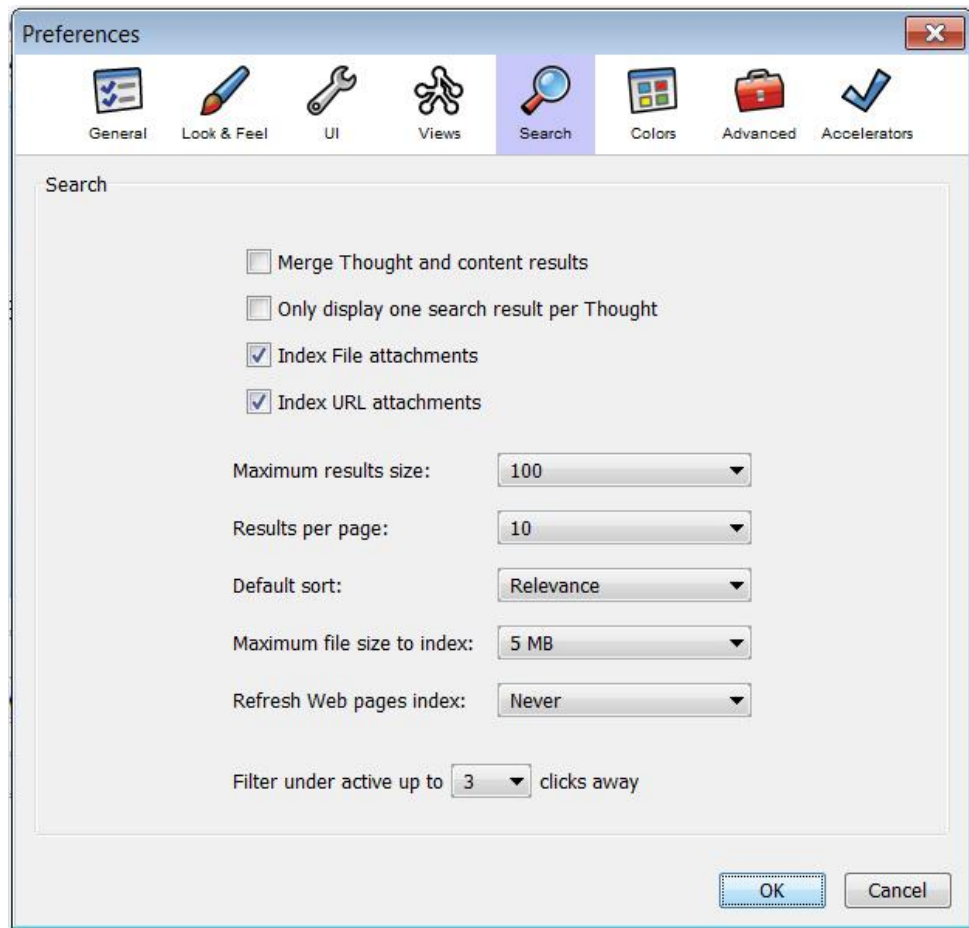 Preferences
General Look & Feel UI Views Search Colors Advanced Accelerators
Search
Merge Thought and content results
Only display one search result per Thought
Index File attachments
Index URL attachments
Maximum results size: 100
Results per page: 10
Default sort: Relevance
Maximum file size to index: 5 MB
Refresh Web pages index: Never
Filter under active up to 3 clicks away
OK Cancel